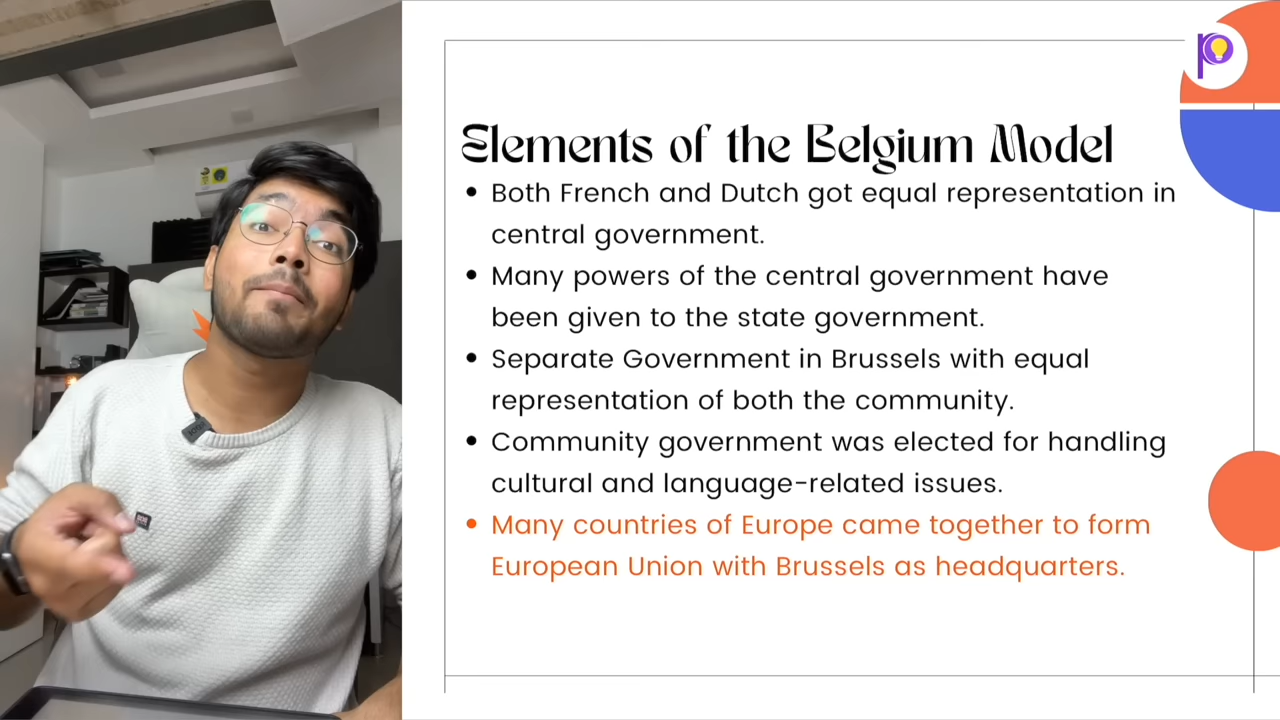 Elements of the Belgium Model
• Both French and Dutch got equal representation in
central government.
• Many powers of the central government have
been given to the state government.
• Separate Government in Brussels with equal
representation of both the community.
• Community government was elected for handling
cultural and language-related issues.
• Many countries of Europe came together to form
European Union with Brussels as headquarters.